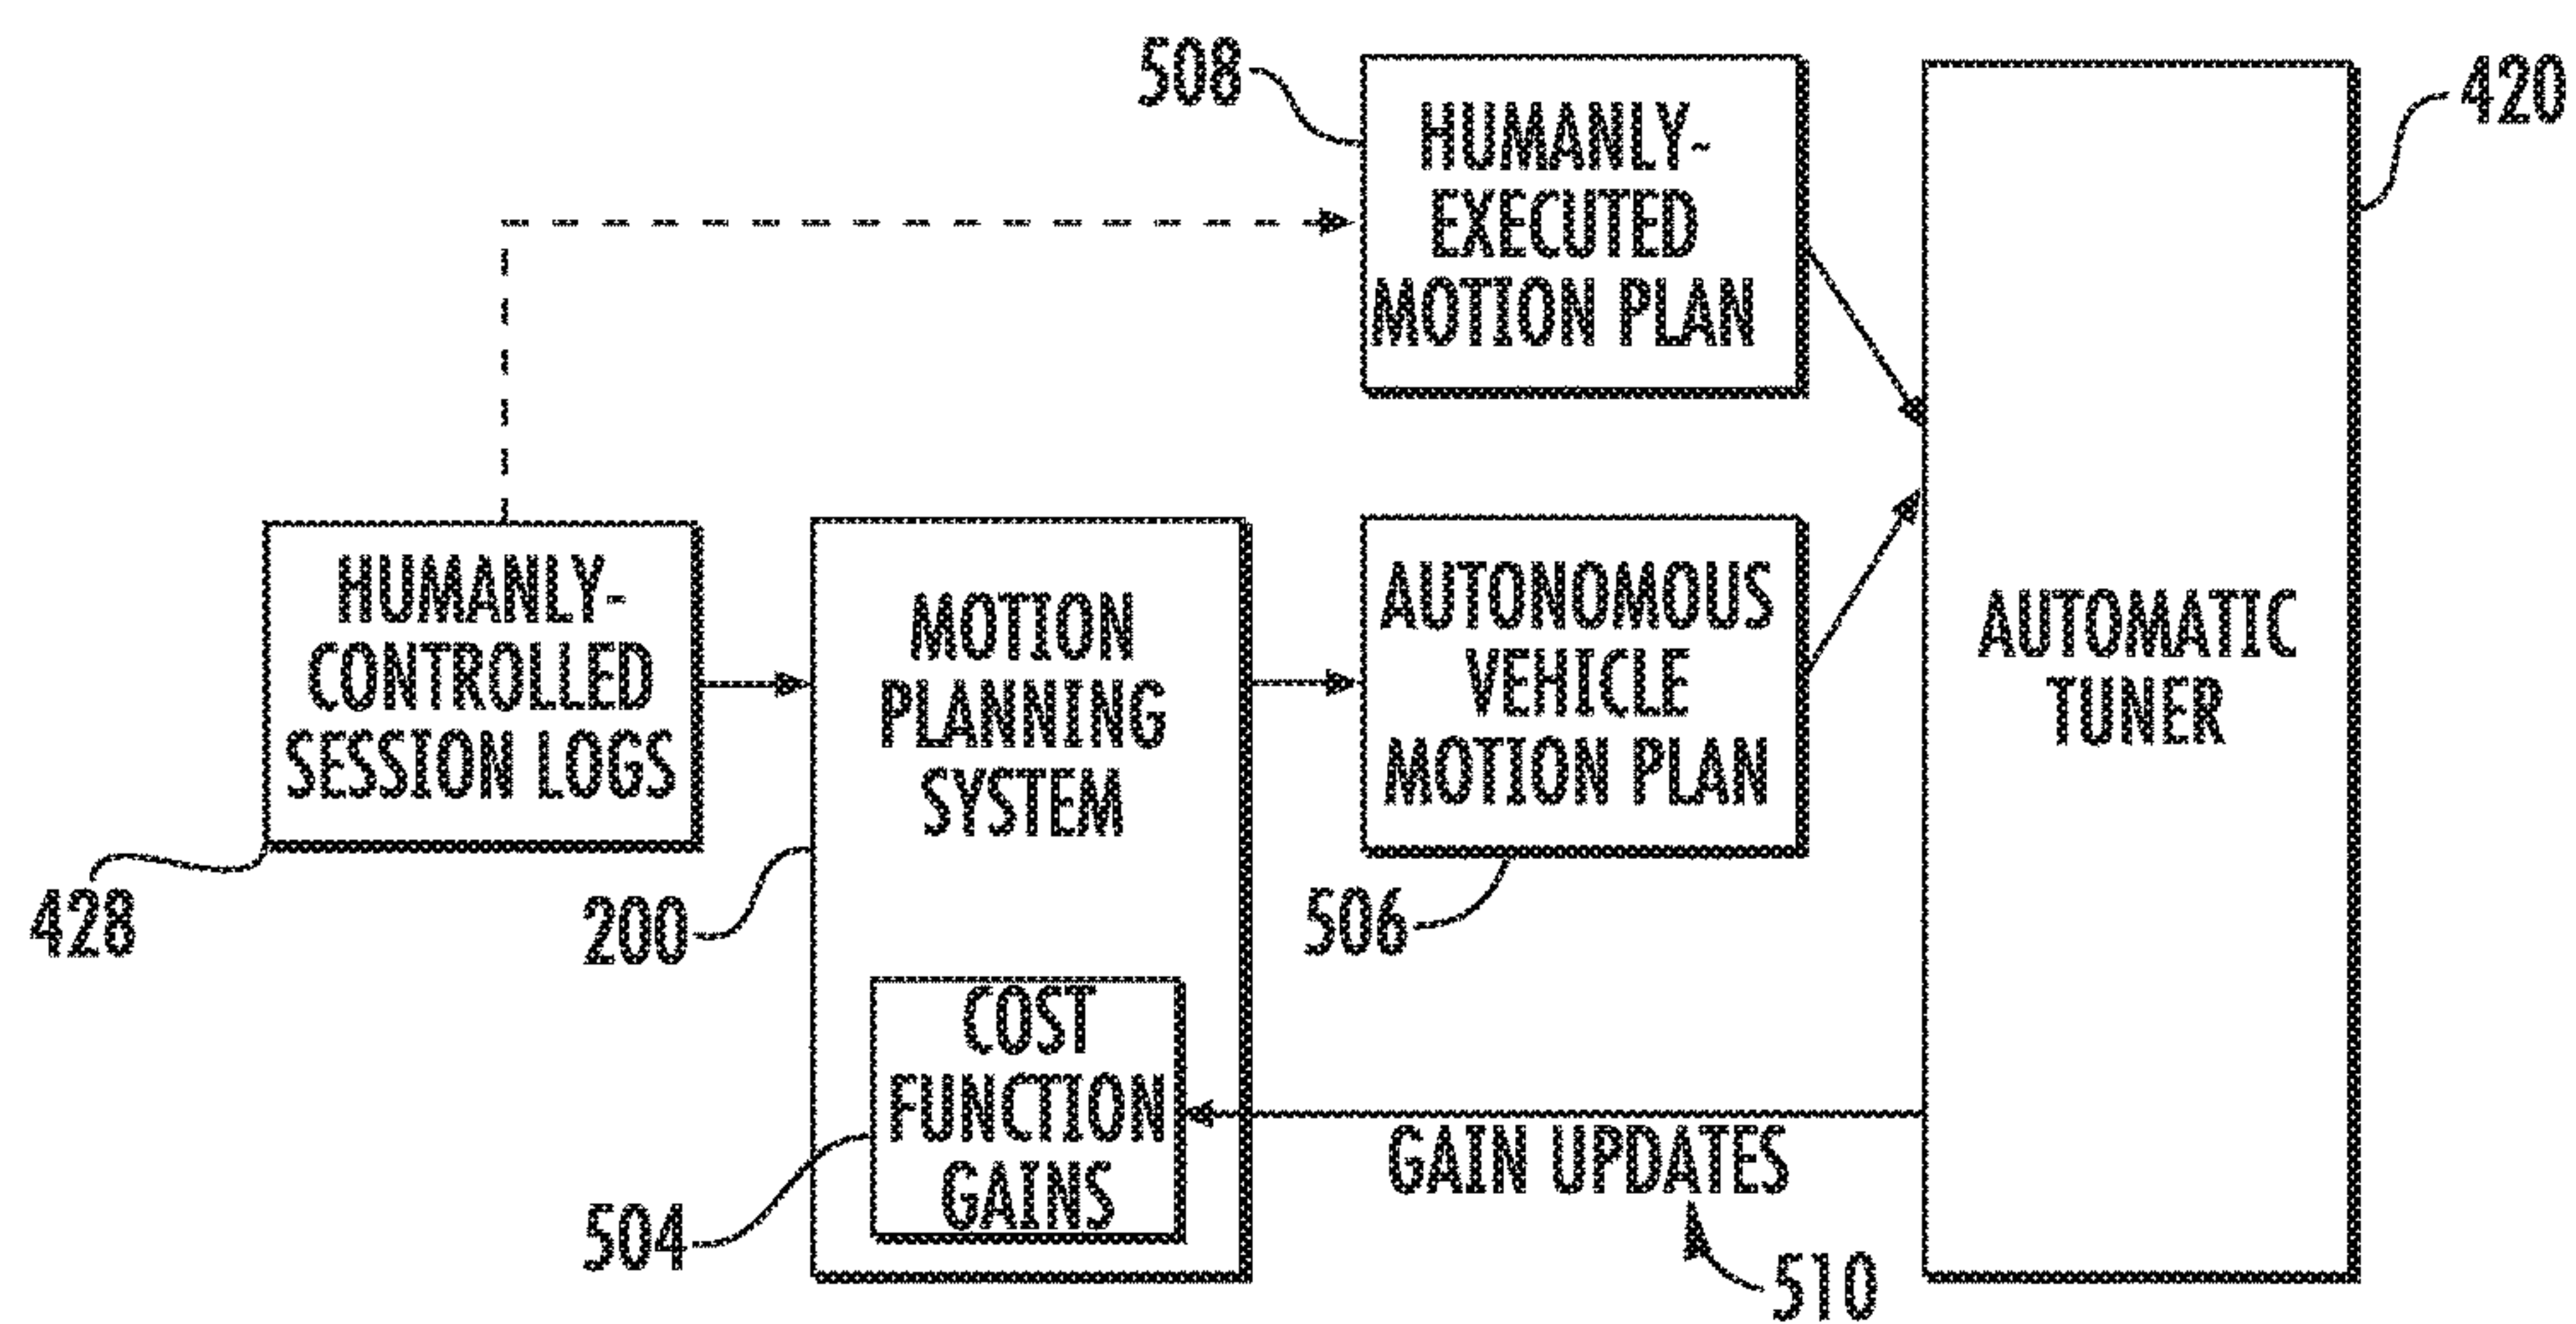 508
HUMANLY-
EXECUTED
MOTION PLAN
420
HUMANLY-
CONTROLLED
SESSION LOGS
428
MOTION
PLANNING
SYSTEM
200
AUTONOMOUS
VEHICLE
MOTION PLAN
506
AUTOMATIC
TUNER
COST
FUNCTION
GAINS
504
GAIN UPDATES
510